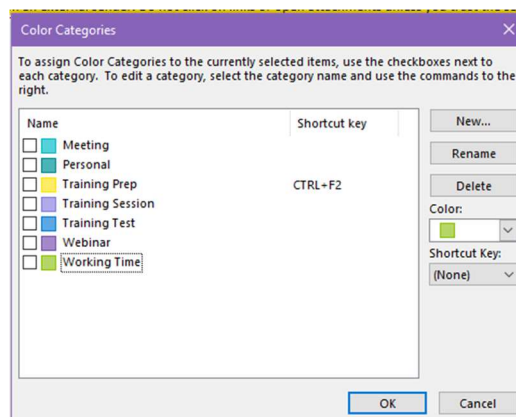 Color Categories
To assign Color Categories to the currently selected items, use the checkboxes next to
each category. To edit a category, select the category name and use the commands to the
right.
Name Shortcut key
Meeting
Personal
Training Prep CTRL+F2
Training Session
Training Test
Webinar
Working Time
New...
Rename
Delete
Color:
Shortcut Key:
(None)
OK Cancel